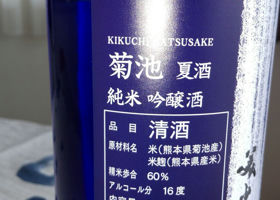 KIKUCHI NATSUSAKE
菊池 夏酒
純米 吟醸酒
品目 清酒
原材料名 米(熊本県菊池産)
米麹(熊本県産米)
精米歩合 60%
アルコール分 16度